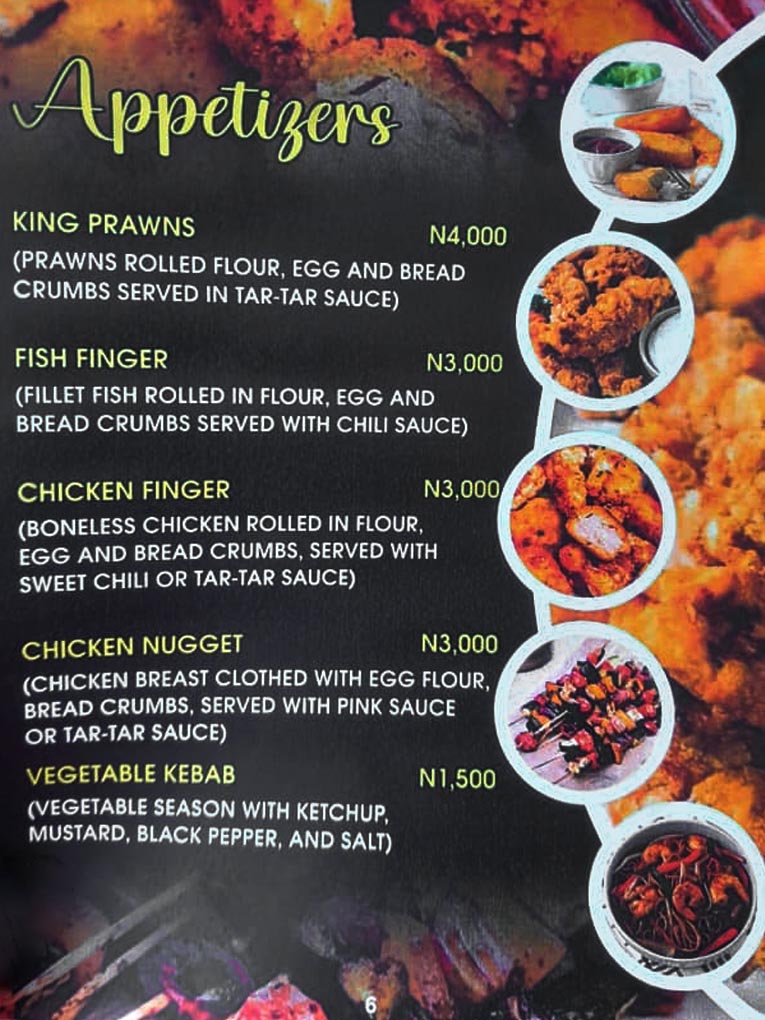 Appetizers
KING PRAWNS N4,000
(PRAWNS ROLLED FLOUR, EGG AND BREAD
CRUMBS SERVED IN TAR-TAR SAUCE)
FISH FINGER N3,000
(FILLET FISH ROLLED IN FLOUR, EGG AND
BREAD CRUMBS SERVED WITH CHILI SAUCE)
CHICKEN FINGER N3,000
(BONELESS CHICKEN ROLLED IN FLOUR,
EGG AND BREAD CRUMBS, SERVED WITH
SWEET CHILI OR TAR-TAR SAUCE)
CHICKEN NUGGET N3,000
(CHICKEN BREAST CLOTHED WITH EGG FLOUR,
BREAD CRUMBS, SERVED WITH PINK SAUCE
OR TAR-TAR SAUCE)
VEGETABLE KEBAB N1,500
(VEGETABLE SEASON WITH KETCHUP,
MUSTARD, BLACK PEPPER, AND SALT)
6